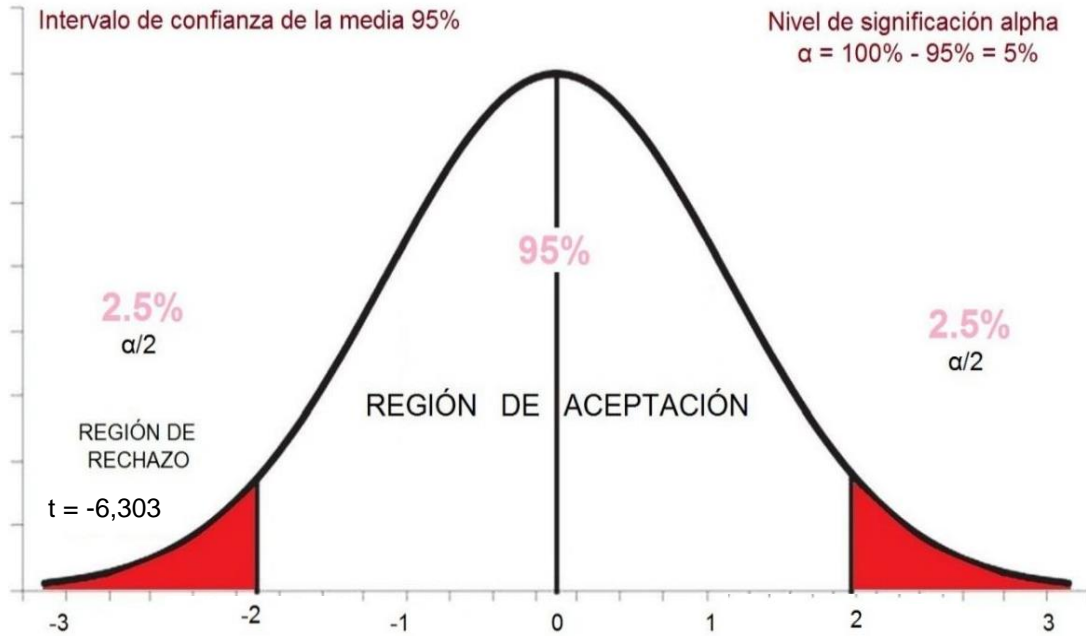 Intervalo de confianza de la media 95%
Nivel de significación alpha
α = 100% - 95% = 5%
95%
2.5%
α/2
2.5%
α/2
REGIÓN DE ACEPTACIÓN
REGIÓN DE
RECHAZO
t = -6,303
-3 -2 -1 0 1 2 3